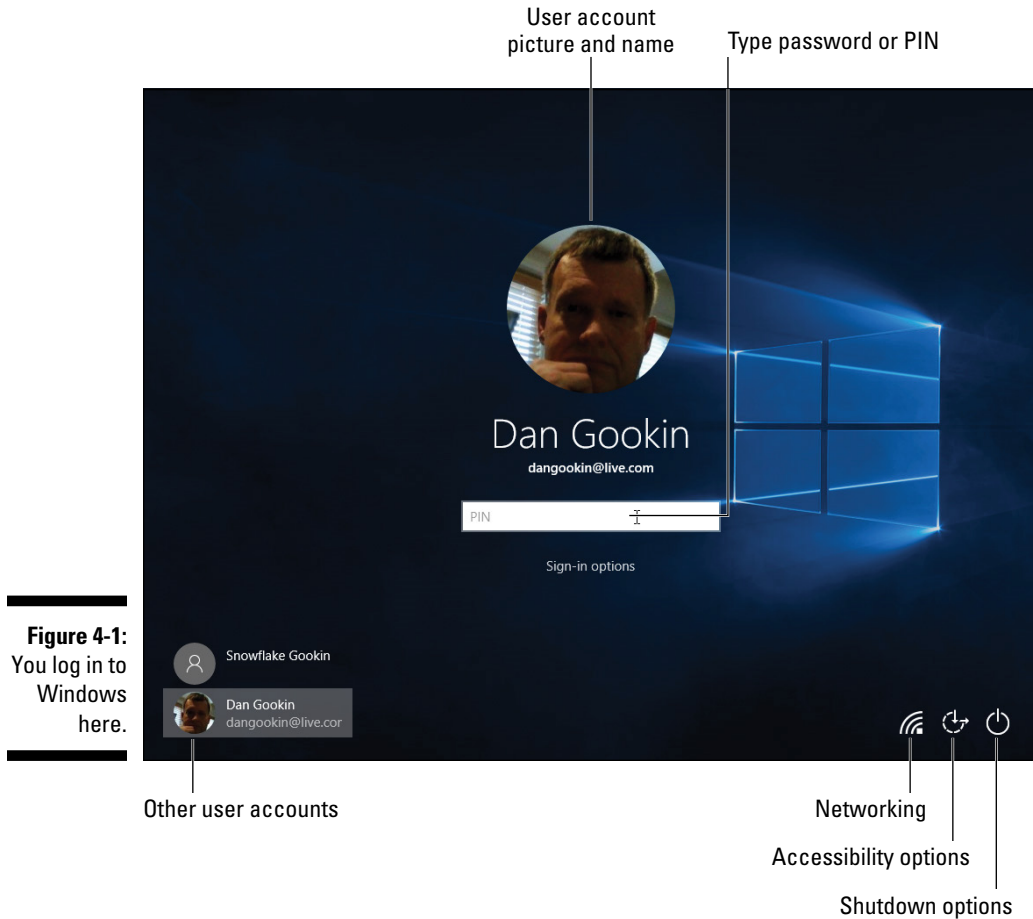 User account
picture and name
Type password or PIN
Dan Gookin
dangookin@live.com
PIN
Sign-in options
Figure 4-1:
You log in to
Windows
here.
Snowflake Gookin
Dan Gookin
dangookin@live.cor
Other user accounts
Networking
Accessibility options
Shutdown options